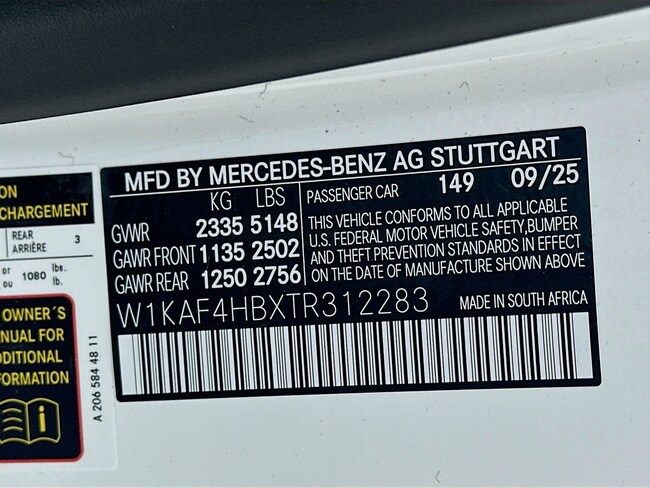 MFD BY MERCEDES-BENZ AG STUTTGART
KG LBS
GVWR 2335 5148
GAWR FRONT 1135 2502
GAWR REAR 1250 2756
PASSENGER CAR 149 09/25
THIS VEHICLE CONFORMS TO ALL APPLICABLE
U.S. FEDERAL MOTOR VEHICLE SAFETY, BUMPER
AND THEFT PREVENTION STANDARDS IN EFFECT
ON THE DATE OF MANUFACTURE SHOWN ABOVE.
W1KAF4HBXTR312283
MADE IN SOUTH AFRICA
ON
CHARGEMENT
REAR 3
ARRIÈRE
or 1080 lbs.
ou lb.
OWNER'S
NUAL FOR
DDITIONAL
FORMATION
i
A 206 584 48 11